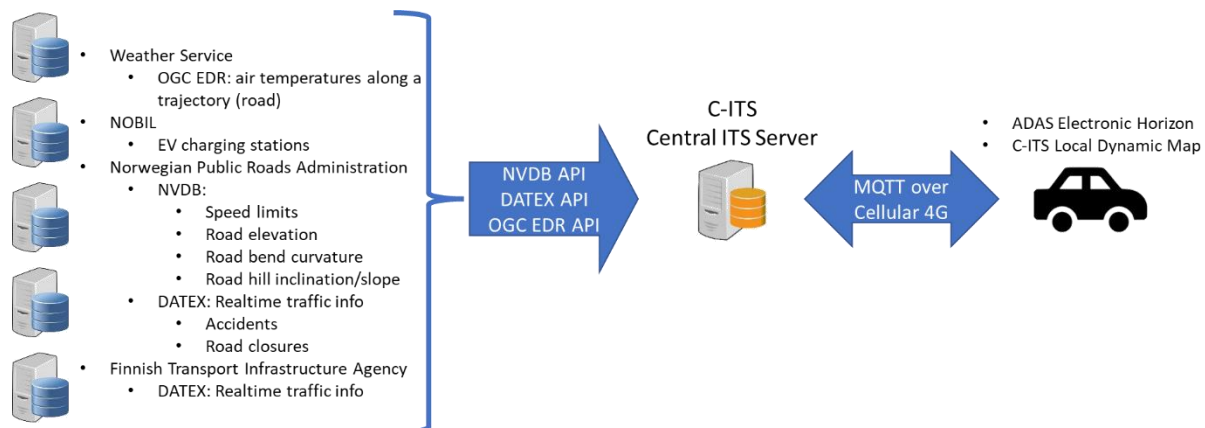 • Weather Service
• OGC EDR: air temperatures along a
trajectory (road)
• NOBIL
• EV charging stations
• Norwegian Public Roads Administration
• NVDB:
• Speed limits
• Road elevation
• Road bend curvature
• Road hill inclination/slope
• DATEX: Realtime traffic info
• Accidents
• Road closures
• Finnish Transport Infrastructure Agency
• DATEX: Realtime traffic info
NVDB API
DATEX API
OGC EDR API
C-ITS
Central ITS Server
MQTT over
Cellular 4G
• ADAS Electronic Horizon
• C-ITS Local Dynamic Map